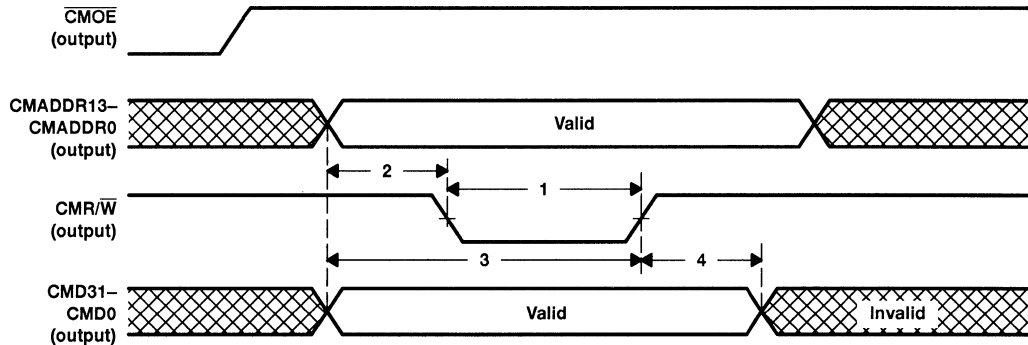 CMOE
(output)
CMADDR13–
CMADDR0
(output)
Valid
2
1
CMR/W
(output)
3
4
CMD31–
CMD0
(output)
Valid
Invalid